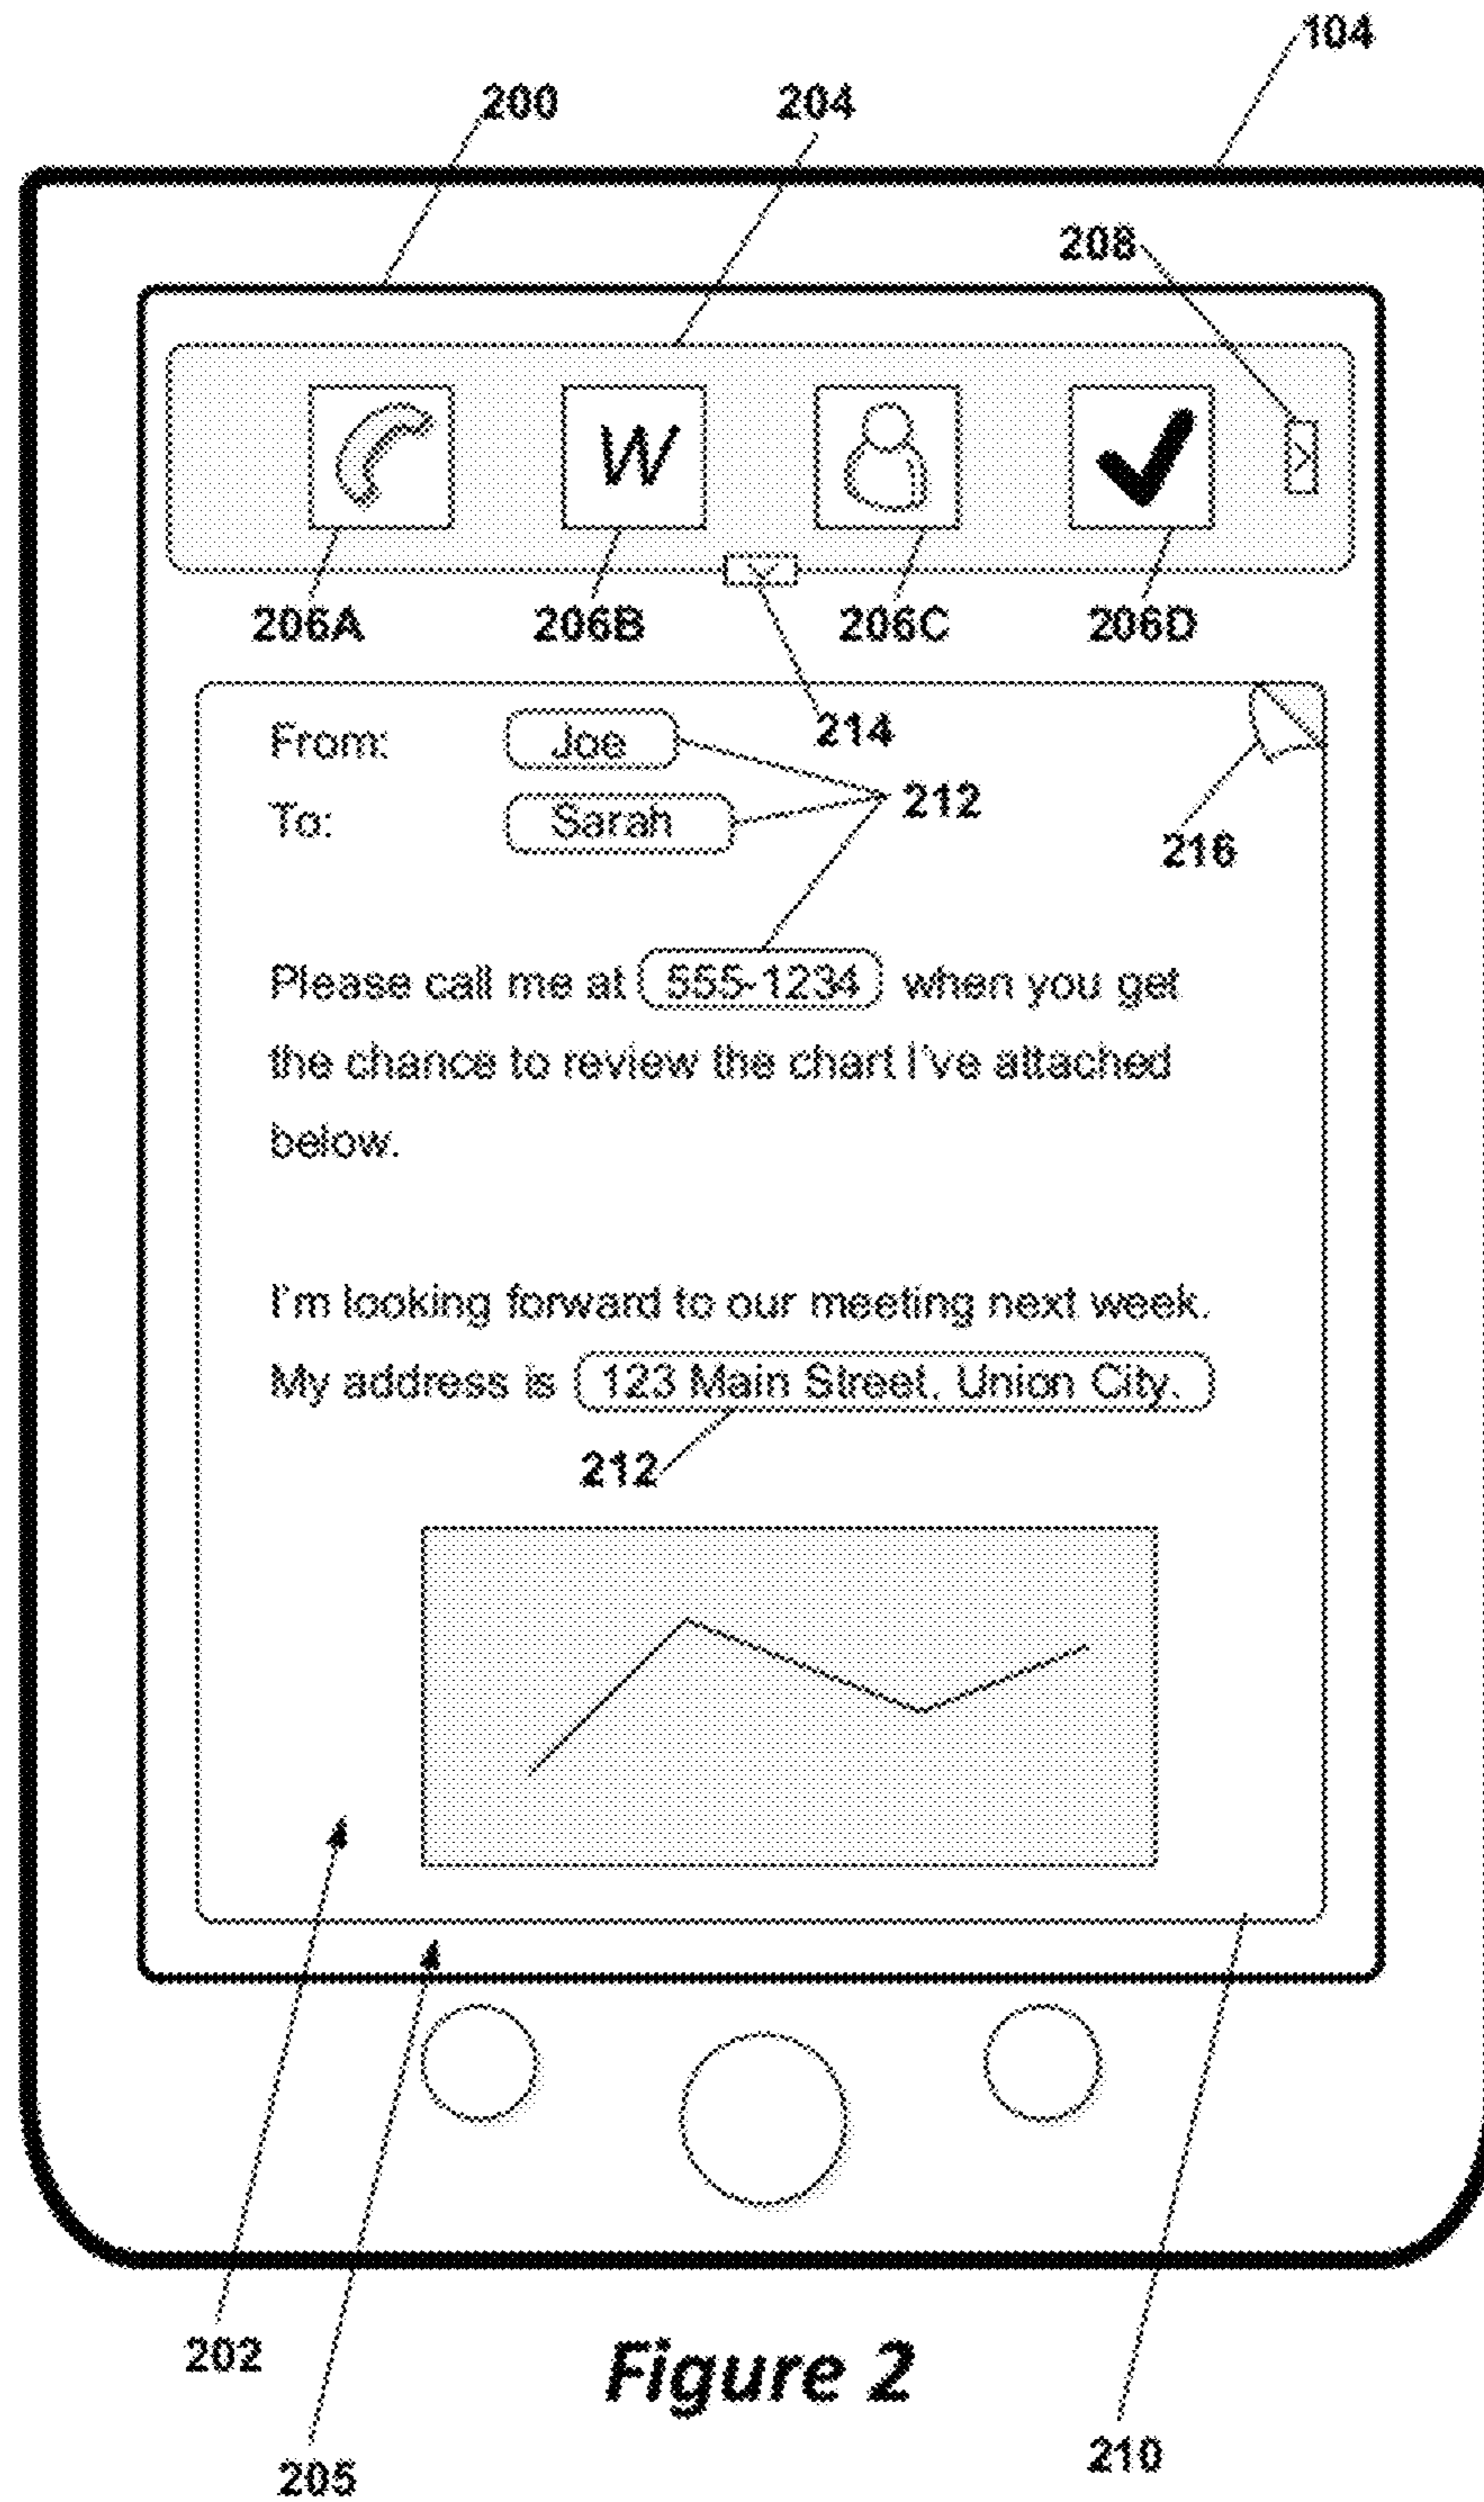 104
200 204
208
W
206A 206B 206C 206D
214
From: Joe
212
To: Sarah
216
Please call me at 555-1234 when you get
the chance to review the chart I've attached
below.
I'm looking forward to our meeting next week.
My address is 123 Main Street, Union City.
212
202
Figure 2
210
205